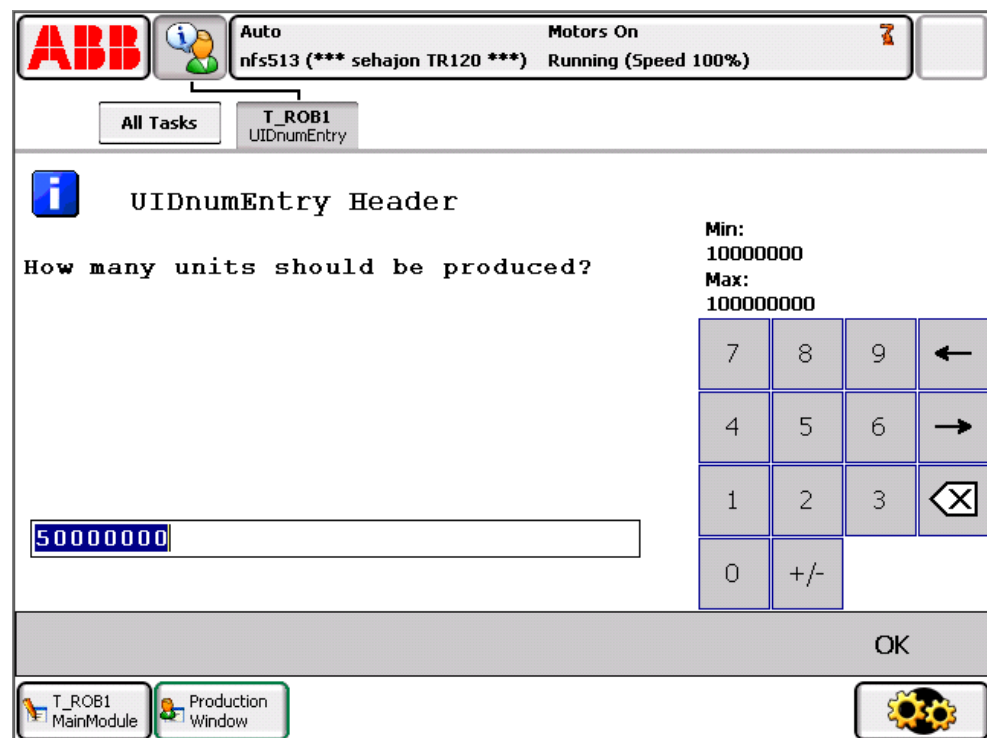 ABB
Auto
Motors On
nfs513 (*** sehajon TR120 ***)
Running (Speed 100%)
All Tasks
T_ROB1
UIDnumEntry
i
UIDnumEntry Header
How many units should be produced?
Min:
10000000
Max:
100000000
7 8 9 ←
4 5 6 →
1 2 3
50000000
0 +/-
OK
T_ROB1
MainModule
Production
Window